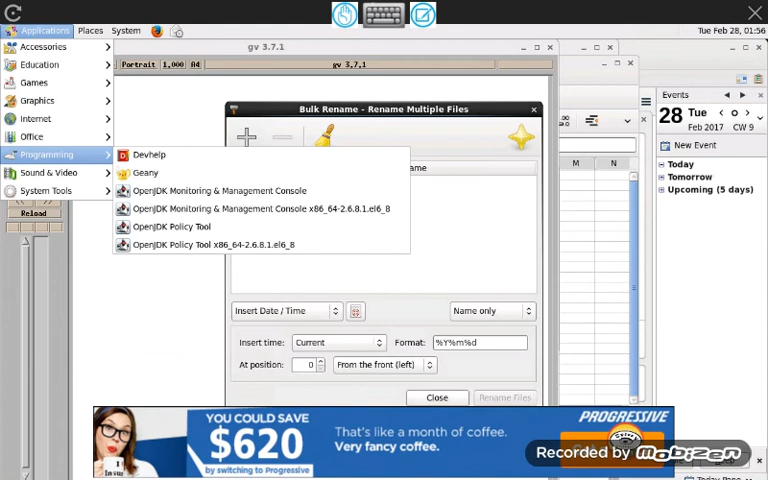 Applications Places System
Tue Feb 28, 01:56
Accessories
Education
Games
Graphics
Internet
Office
Programming
Sound & Video
System Tools
Devhelp
Geany
OpenJDK Monitoring & Management Console
OpenJDK Monitoring & Management Console x86_64-2.6.8.1.el6_8
OpenJDK Policy Tool
OpenJDK Policy Tool x86_64-2.6.8.1.el6_8
Reload
gv 3.7.1
Portrait 1,000 A4 gv 3.7.1
Bulk Rename - Rename Multiple Files
Insert Date / Time
Name only
Insert time: Current Format: %Y%m%d
At position: 0 From the front (left)
Close Rename Files
M N
Events
28 Tue
Feb 2017 CW 9
New Event
Today
Tomorrow
Upcoming (5 days)
YOU COULD SAVE
$620
by switching to Progressive
That's like a month of coffee.
Very fancy coffee.
PROGRESSIVE
Recorded by mobizen